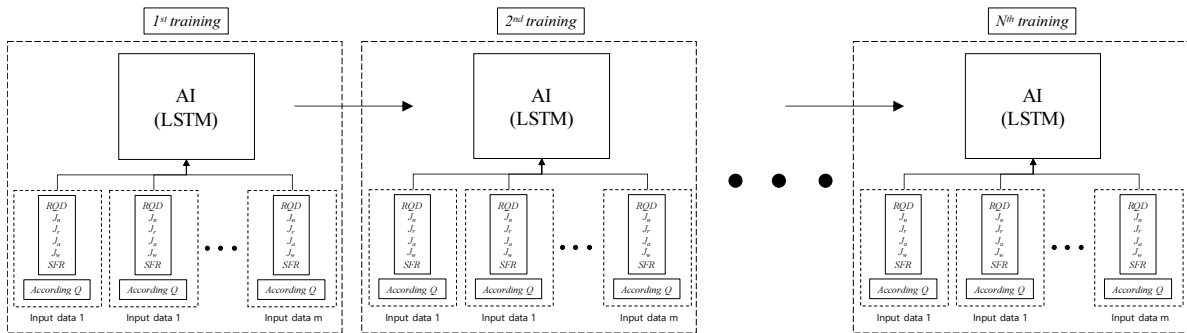 1st training
AI
(LSTM)
RQD
Jn
Jr
Ja
Jw
SFR
According Q
Input data 1
RQD
Jn
Jr
Ja
Jw
SFR
According Q
Input data 1
RQD
Jn
Jr
Ja
Jw
SFR
According Q
Input data m
2nd training
AI
(LSTM)
RQD
Jn
Jr
Ja
Jw
SFR
According Q
Input data 1
RQD
Jn
Jr
Ja
Jw
SFR
According Q
Input data 1
RQD
Jn
Jr
Ja
Jw
SFR
According Q
Input data m
Nth training
AI
(LSTM)
RQD
Jn
Jr
Ja
Jw
SFR
According Q
Input data 1
RQD
Jn
Jr
Ja
Jw
SFR
According Q
Input data 1
RQD
Jn
Jr
Ja
Jw
SFR
According Q
Input data m